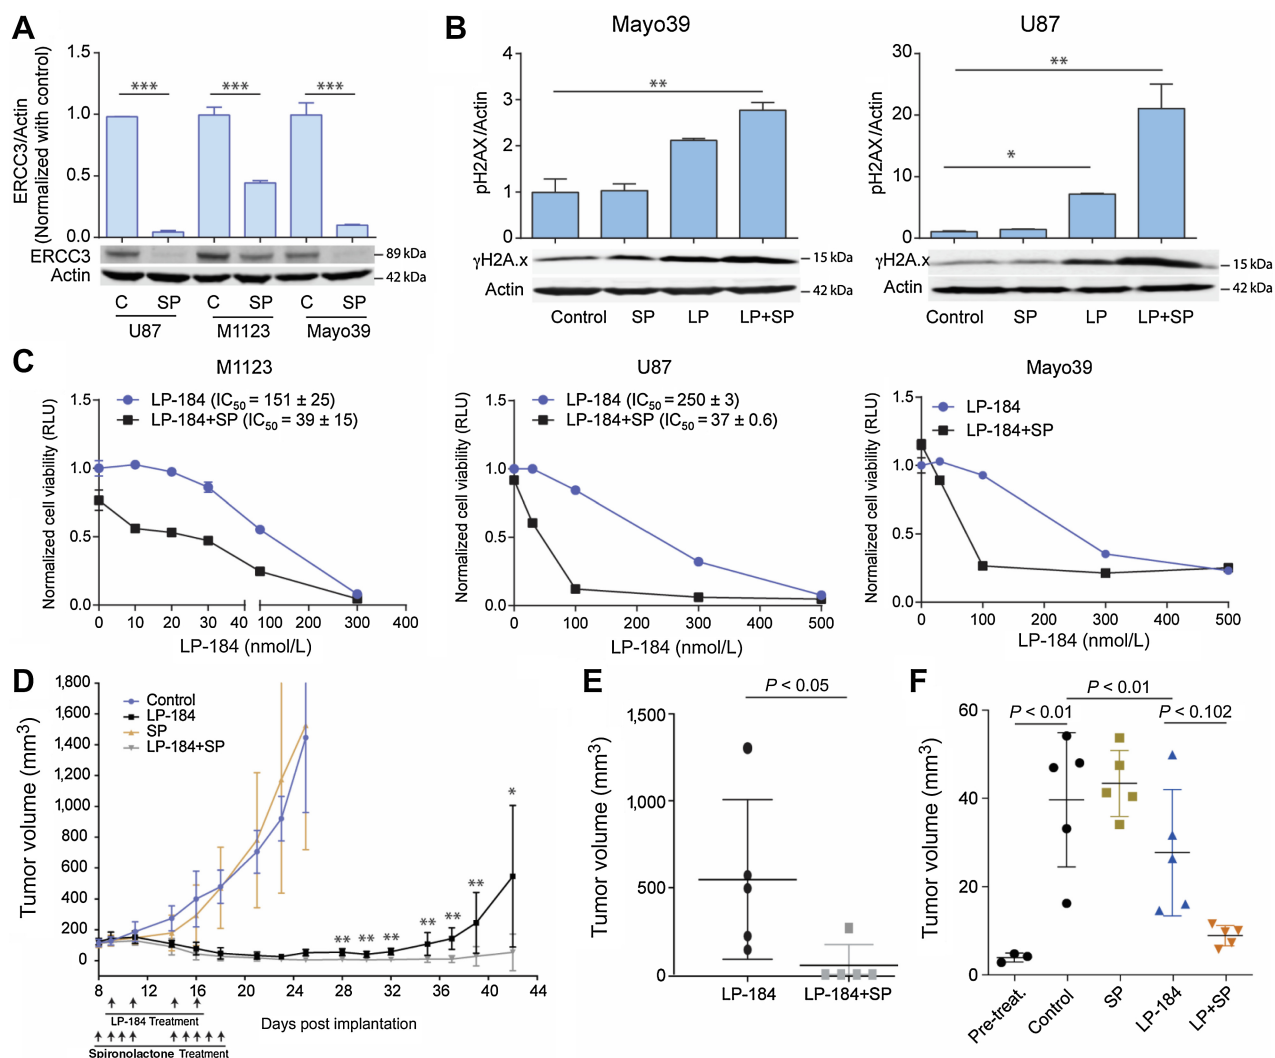 A
ERCC3/Actin
(Normalized with control)
1.5
1.0
0.5
0.0
***
***
***
ERCC3
89 kDa
Actin
42 kDa
C SP C SP C SP
U87 M1123 Mayo39
B
Mayo39
pH2AX/Actin
4
3
2
1
0
**
γH2A.x
15 kDa
Actin
42 kDa
Control SP LP LP+SP
U87
pH2AX/Actin
30
20
10
0
**
*
γH2A.x
15 kDa
Actin
42 kDa
Control SP LP LP+SP
C
M1123
Normalized cell viability (RLU)
1.5
1.0
0.5
0.0
LP-184 (IC50 = 151 ± 25)
LP-184+SP (IC50 = 39 ± 15)
0 10 20 30 40 100 200 300 400
LP-184 (nmol/L)
U87
Normalized cell viability (RLU)
1.5
1.0
0.5
0.0
LP-184 (IC50 = 250 ± 3)
LP-184+SP (IC50 = 37 ± 0.6)
0 100 200 300 400 500
LP-184 (nmol/L)
Mayo39
Normalized cell viability (RLU)
1.5
1.0
0.5
0.0
LP-184
LP-184+SP
0 100 200 300 400 500
LP-184 (nmol/L)
D
Tumor volume (mm3)
1,800
1,600
1,400
1,200
1,000
800
600
400
200
0
Control
LP-184
SP
LP-184+SP
** ** ** ** ** ** *
8 12 16 20 24 28 32 36 40 44
LP-184 Treatment
Days post implantation
Spironolactone Treatment
E
Tumor volume (mm3)
P < 0.05
1,500
1,000
500
0
LP-184 LP-184+SP
F
Tumor volume (mm3)
P < 0.01
P < 0.01
P < 0.102
60
40
20
0
Pre-treat. Control SP LP-184 LP+SP